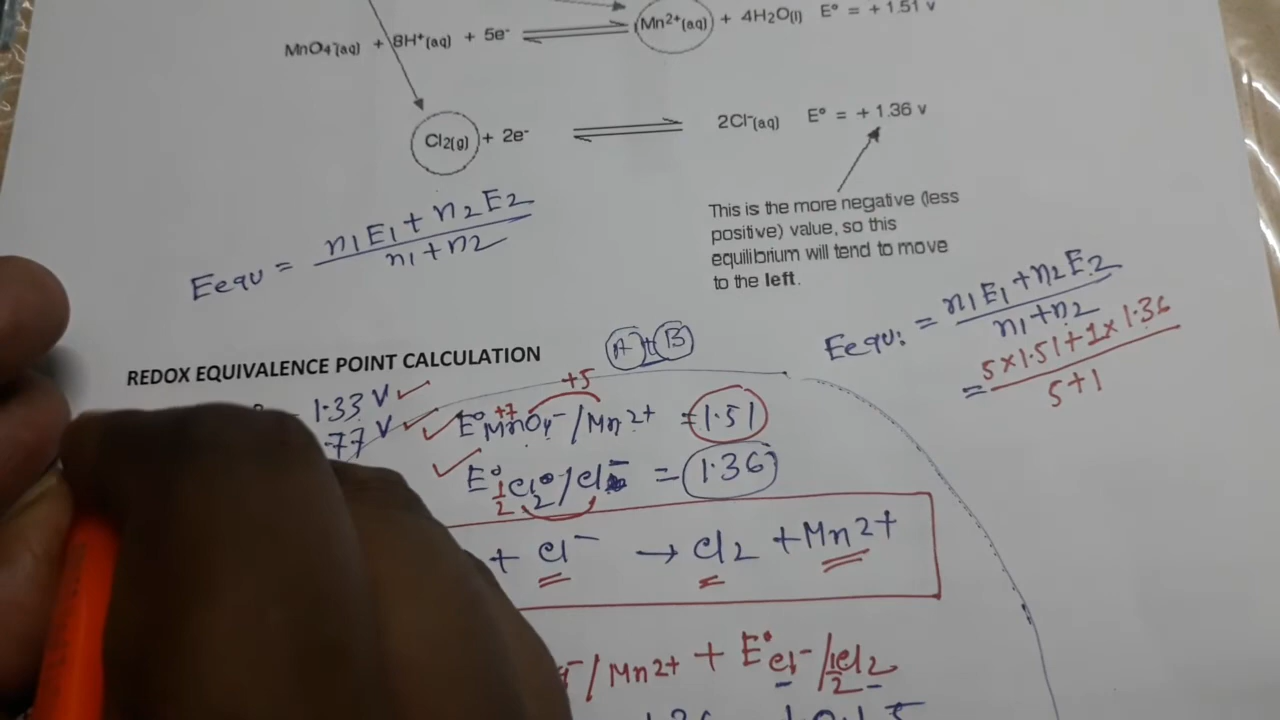 Mn²⁺(aq) + 4H₂O(l) E° = + 1.51 v
MnO₄⁻(aq) + 8H⁺(aq) + 5e⁻
Cl₂(g) + 2e⁻ 2Cl⁻(aq) E° = + 1.36 v
This is the more negative (less
positive) value, so this
equilibrium will tend to move
to the left.
Eequ = n₁E₁ + n₂E₂ / n₁ + n₂
Eequ: = n₁E₁ + n₂E₂ / n₁ + n₂
= 5 × 1.51 + 1 × 1.36 / 5 + 1
A + B
REDOX EQUIVALENCE POINT CALCULATION
+5
1.33 V
77 V
+7
E° MnO₄⁻/Mn²⁺ = 1.51
E° ½Cl₂°/Cl⁻ = 1.36
+ Cl⁻ → Cl₂ + Mn2+
/Mn2+ + E°Cl⁻/½Cl₂